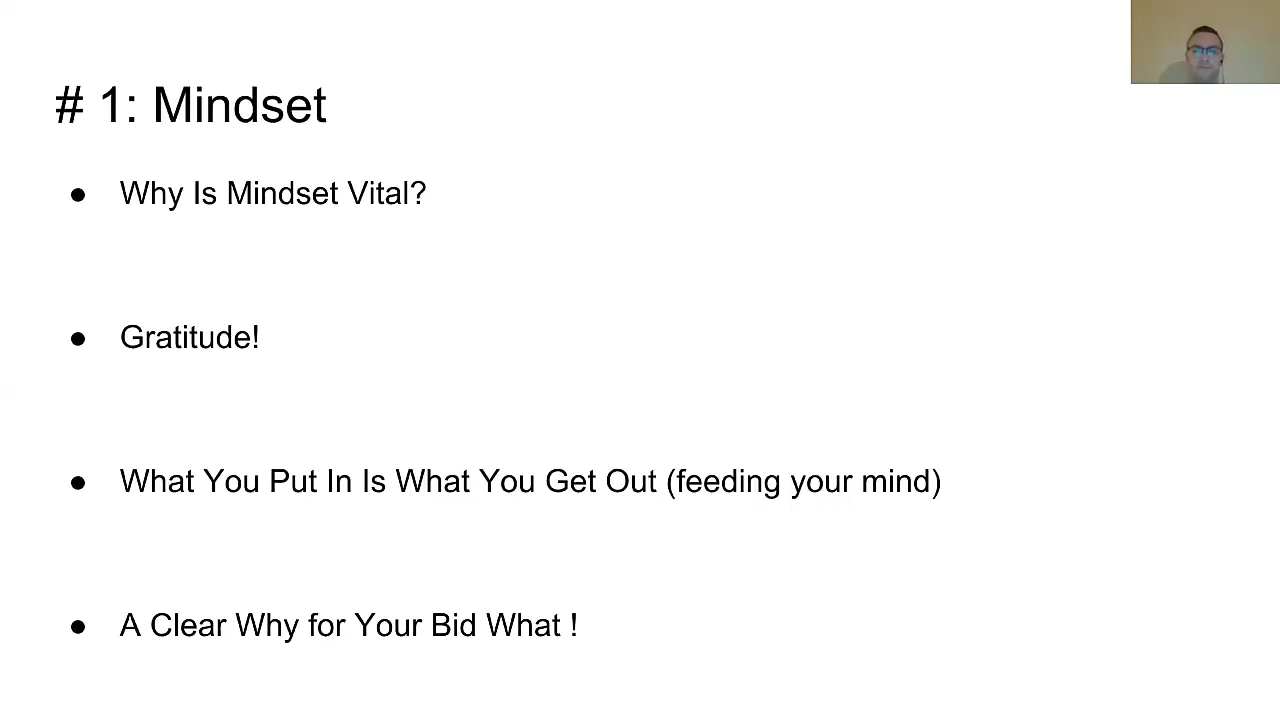 # 1: Mindset
● Why Is Mindset Vital?
● Gratitude!
● What You Put In Is What You Get Out (feeding your mind)
● A Clear Why for Your Bid What !